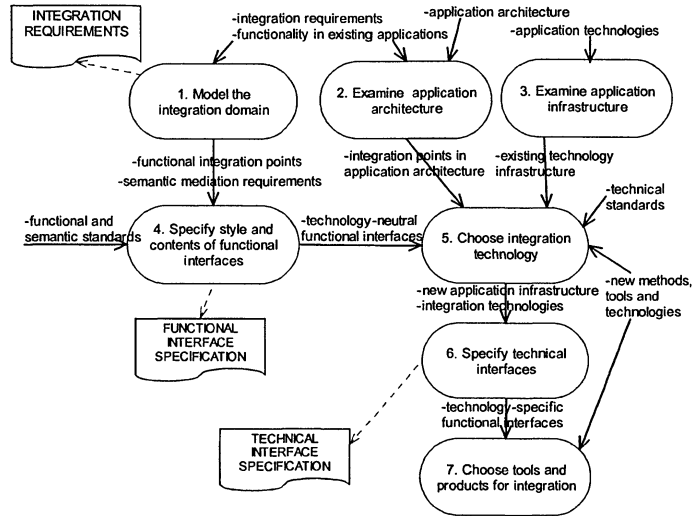 INTEGRATION
REQUIREMENTS
-integration requirements
-functionality in existing applications
-application architecture
-application technologies
1. Model the
integration domain
2. Examine application
architecture
3. Examine application
infrastructure
-functional integration points
-semantic mediation requirements
-integration points in
application architecture
-existing technology
infrastructure
-technical
standards
-functional and
semantic standards
4. Specify style and
contents of functional
interfaces
-technology-neutral
functional interfaces
5. Choose integration
technology
-new application infrastructure
-integration technologies
-new methods,
tools and
technologies
FUNCTIONAL
INTERFACE
SPECIFICATION
6. Specify technical
interfaces
-technology-specific
functional interfaces
TECHNICAL
INTERFACE
SPECIFICATION
7. Choose tools and
products for integration